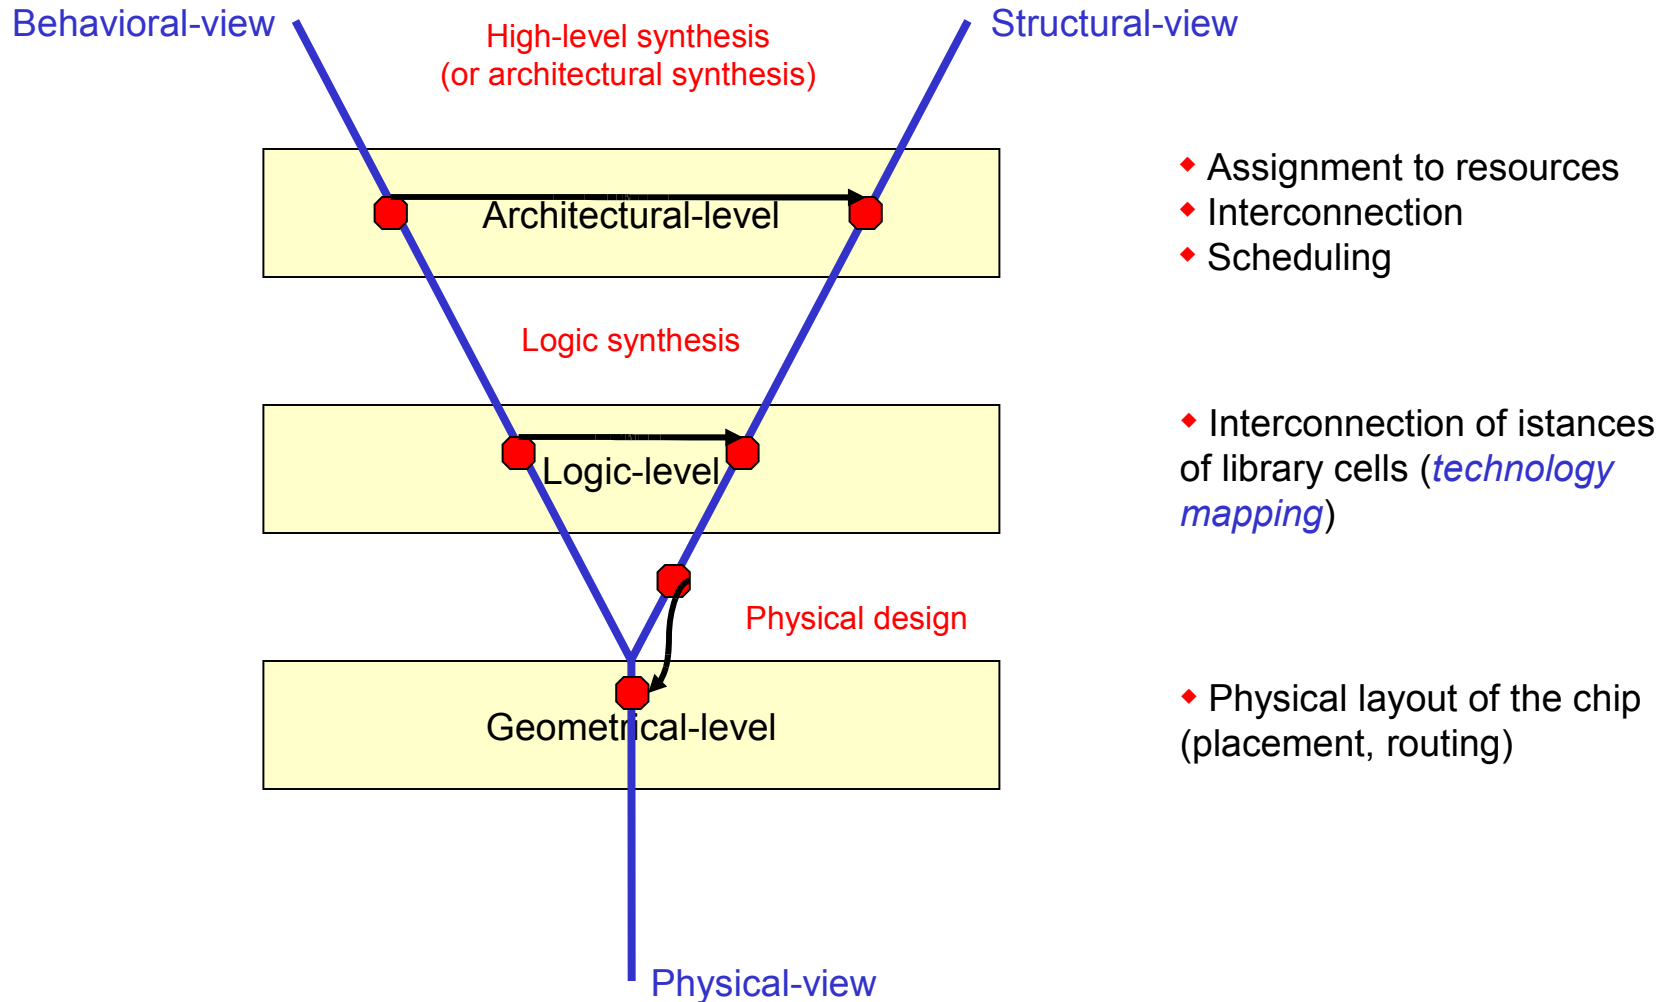 Behavioral-view
Structural-view
High-level synthesis
(or architectural synthesis)
Architectural-level
◆ Assignment to resources
◆ Interconnection
◆ Scheduling
Logic synthesis
Logic-level
◆ Interconnection of istances
of library cells (technology
mapping)
Physical design
Geometrical-level
◆ Physical layout of the chip
(placement, routing)
Physical-view